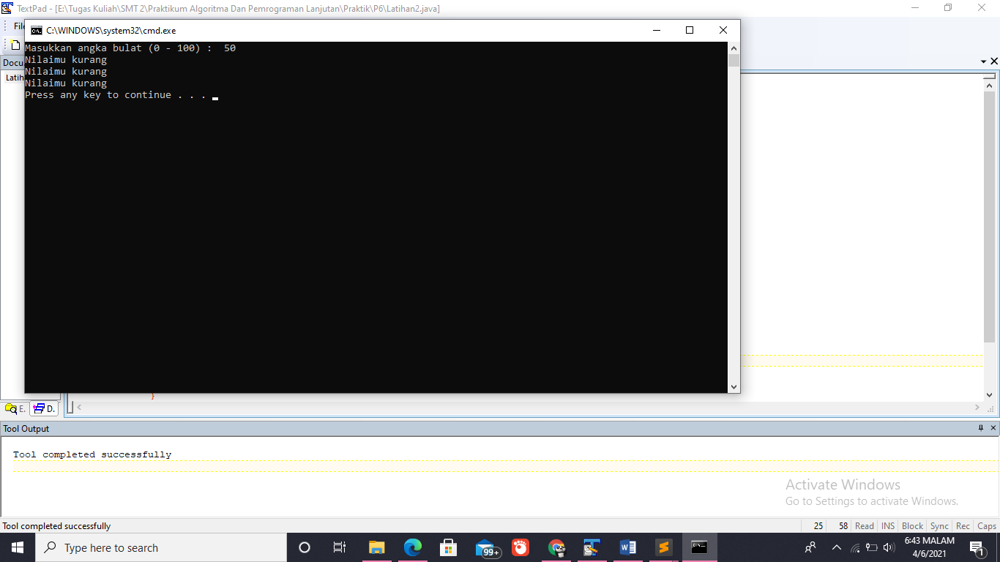 TextPad - [E:\Tugas Kuliah\SMT 2\Praktikum Algoritma Dan Pemrograman Lanjutan\Praktik\P6\Latihan2.java]
File
C:\WINDOWS\system32\cmd.exe
Masukkan angka bulat (0 - 100) :  50
Nilaimu kurang
Nilaimu kurang
Nilaimu kurang
Press any key to continue . . .
Docu
Latih
}
E.
D.
Tool Output
Tool completed successfully
Activate Windows
Go to Settings to activate Windows.
Tool completed successfully
25 58 Read INS Block Sync Rec Caps
Type here to search
99+
6:43 MALAM
4/6/2021
1